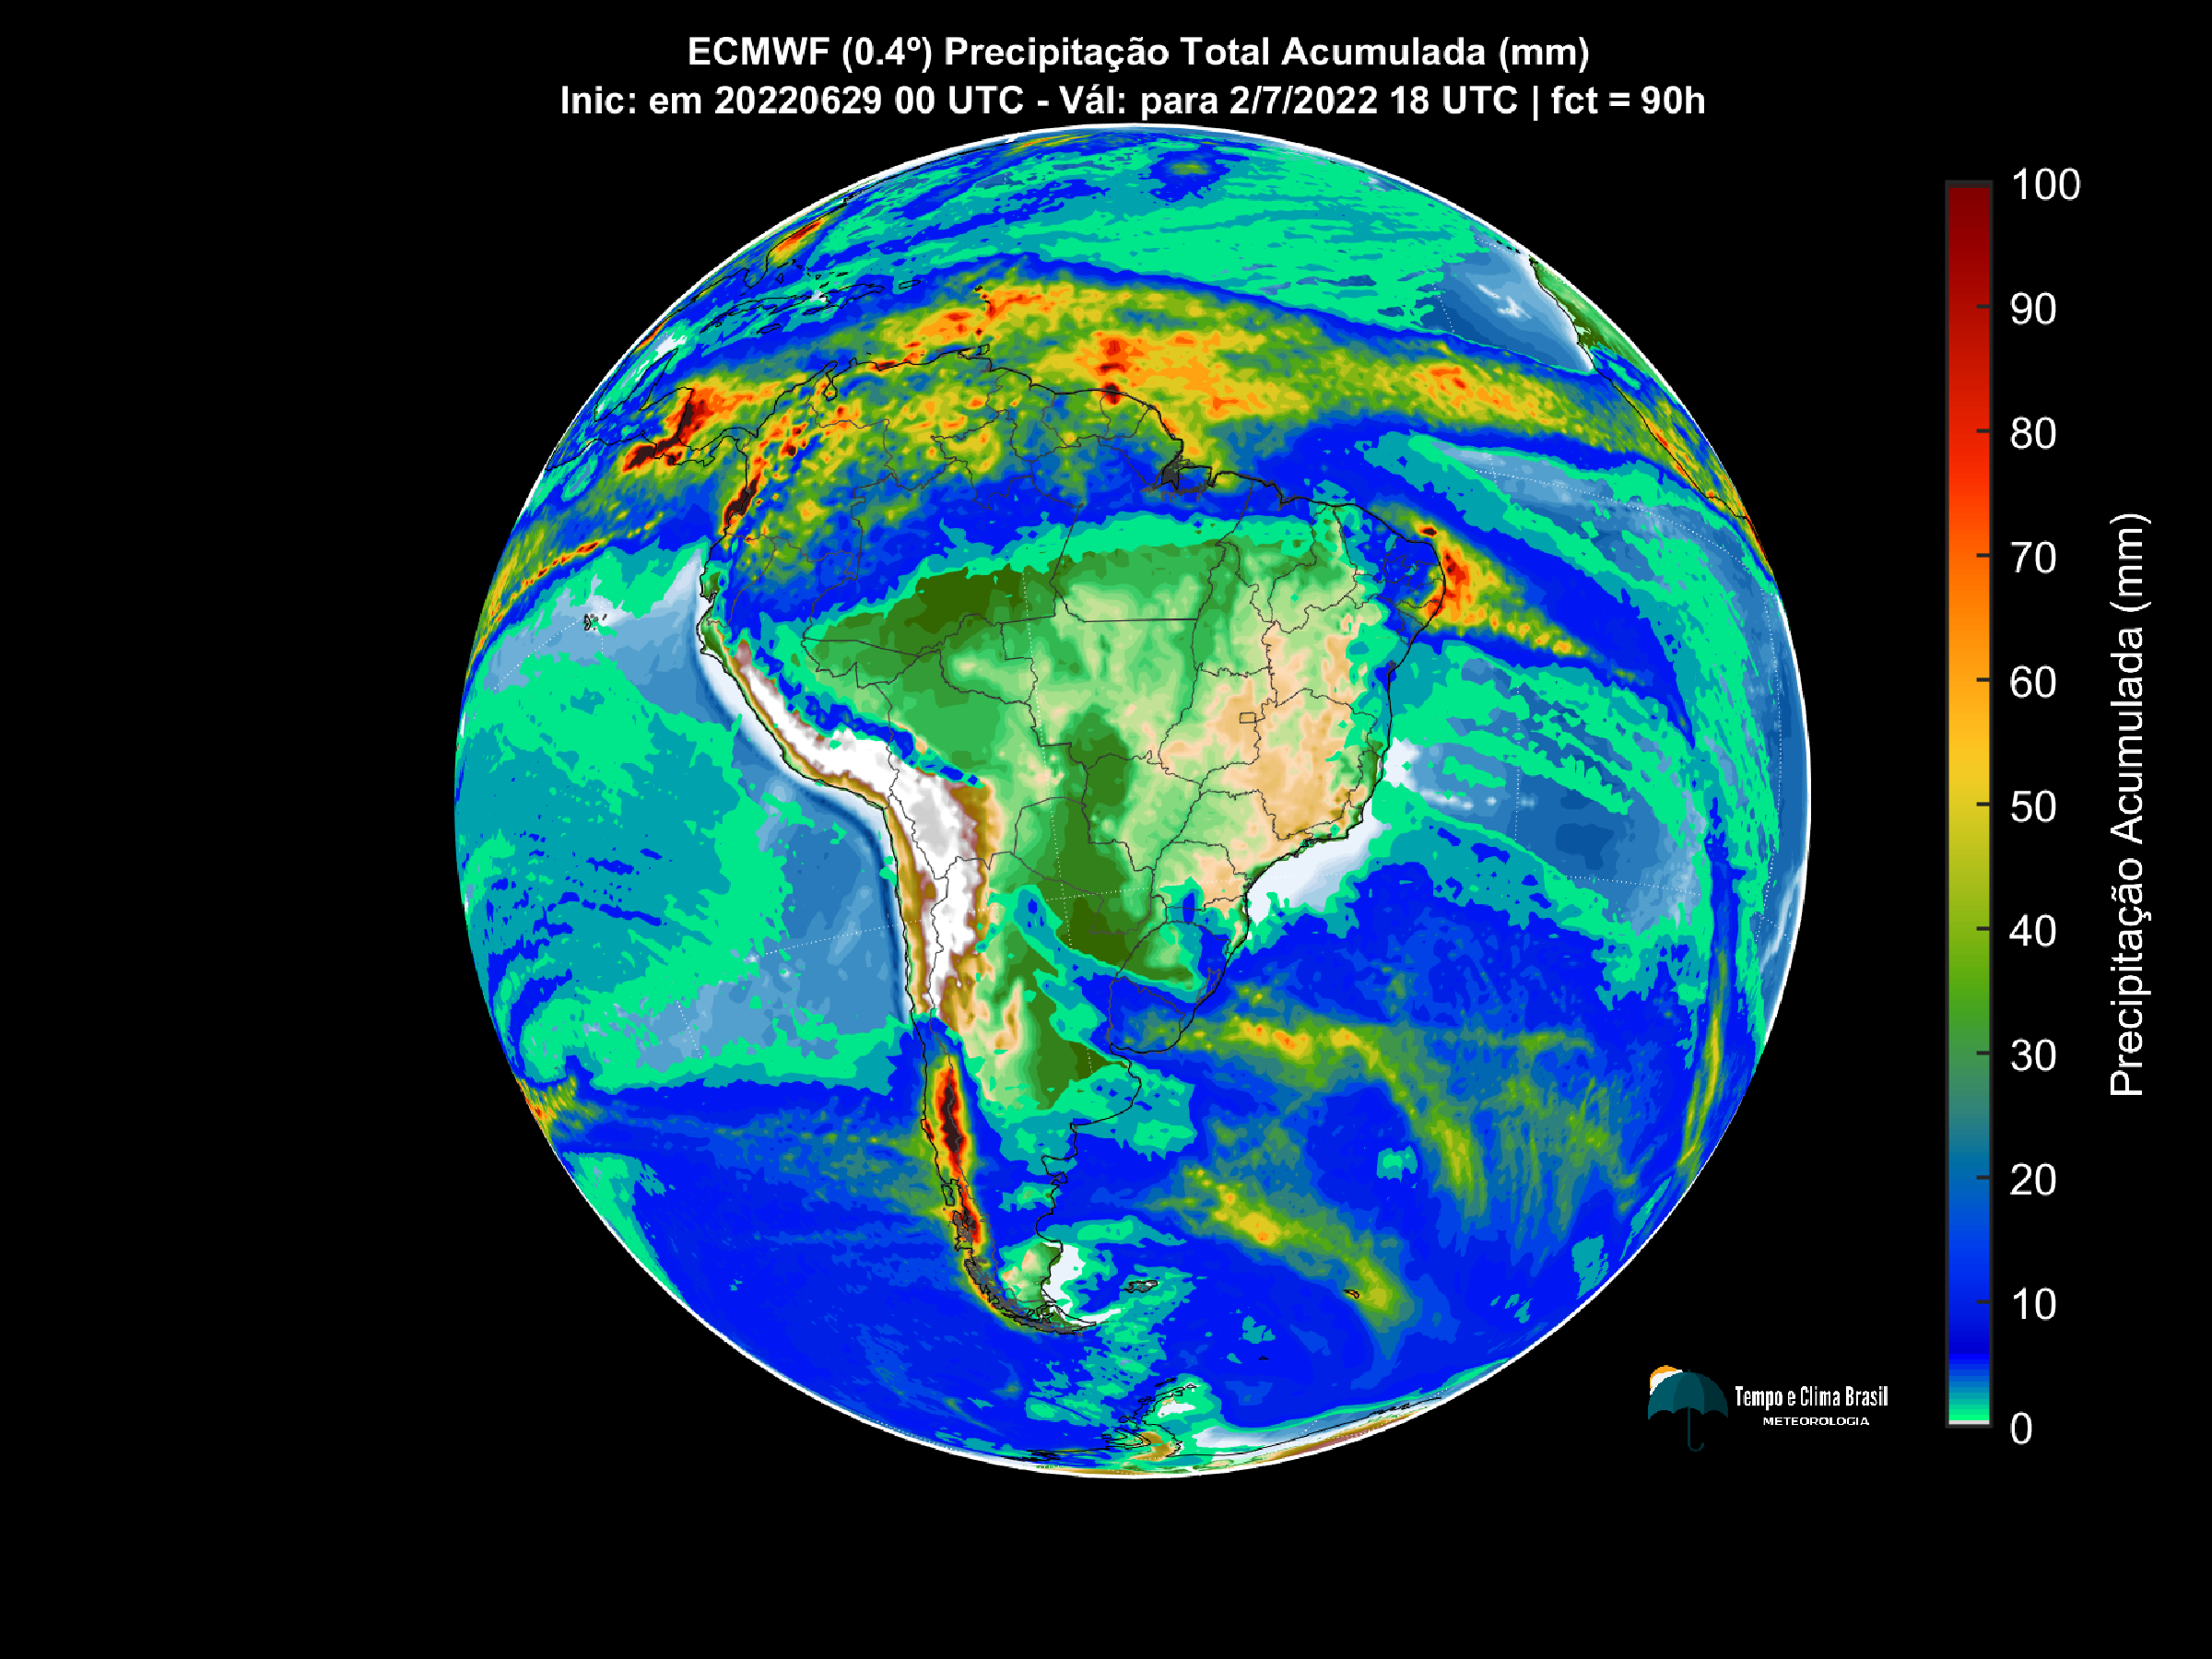 ECMWF (0.4º) Precipitação Total Acumulada (mm)
Inic: em 20220629 00 UTC - Vál: para 2/7/2022 18 UTC | fct = 90h
100
90
80
70
60
50
40
30
20
10
0
Precipitação Acumulada (mm)
Tempo e Clima Brasil
METEOROLOGIA